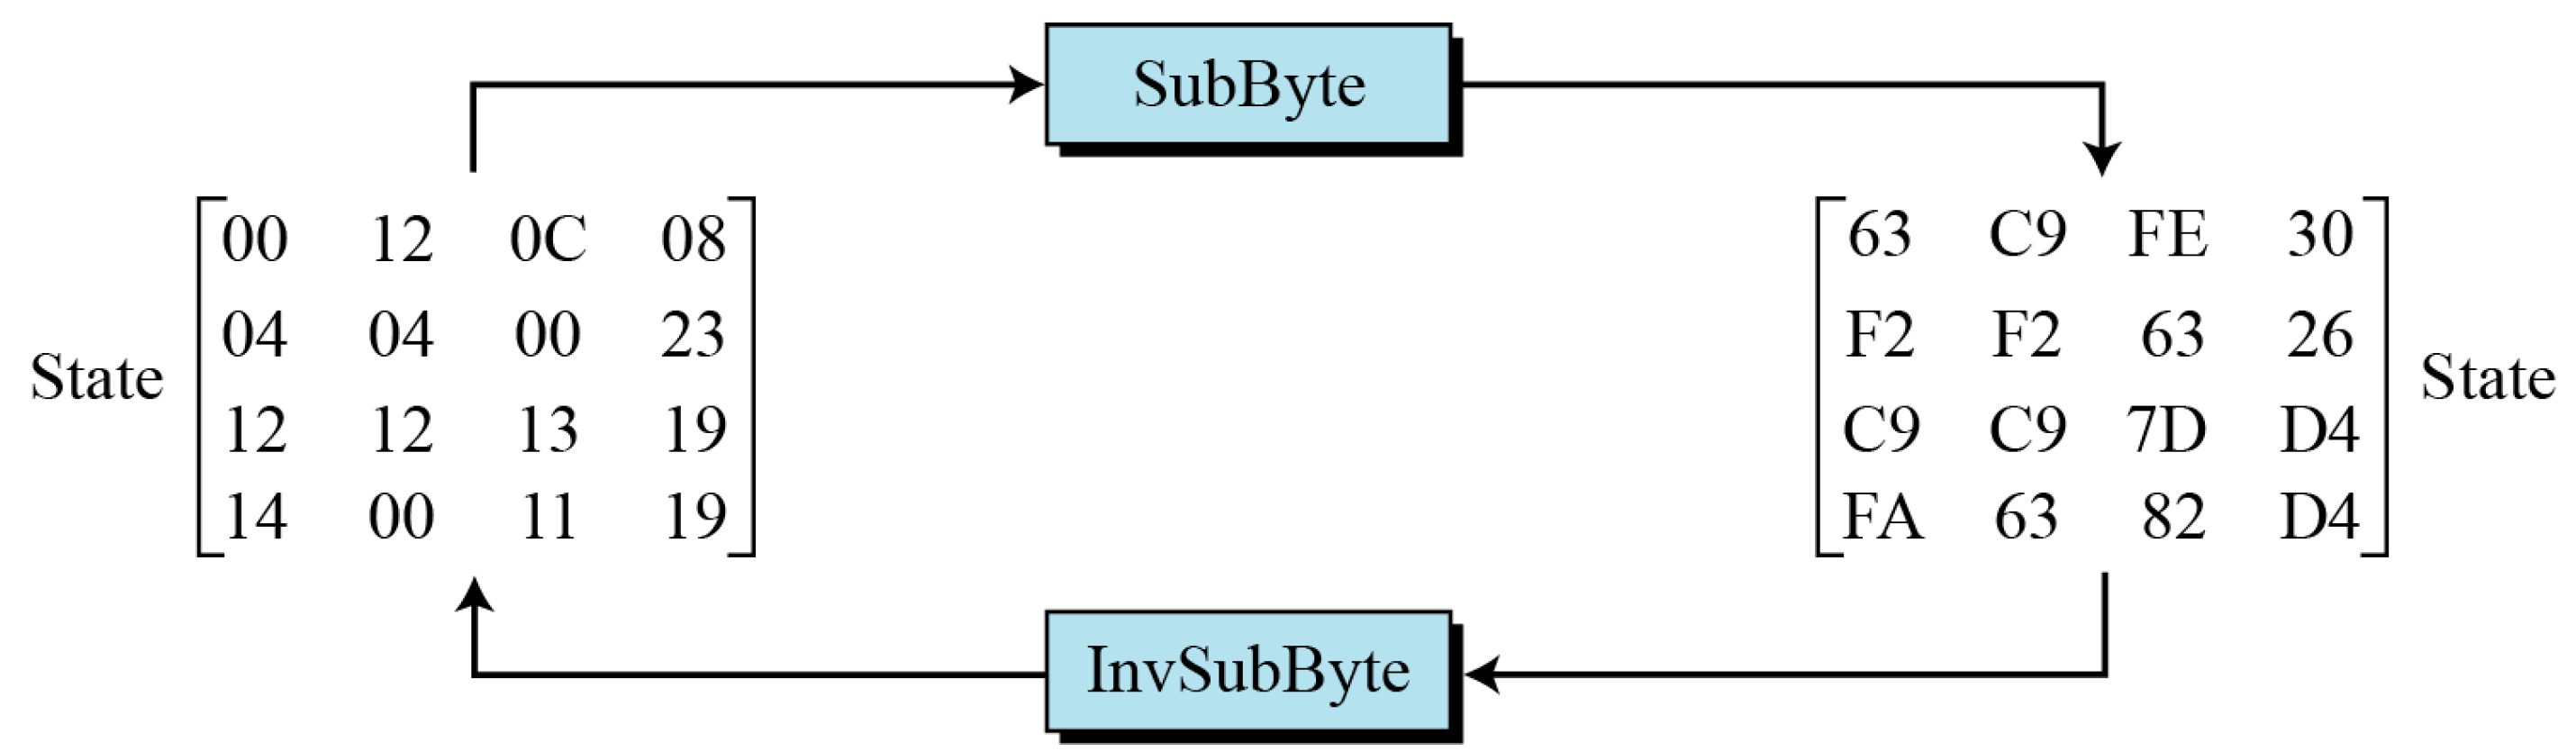 SubByte
00 12 0C 08 63 C9 FE 30
04 04 00 23 F2 F2 63 26
State State
12 12 13 19 C9 C9 7D D4
14 00 11 19 FA 63 82 D4
InvSubByte